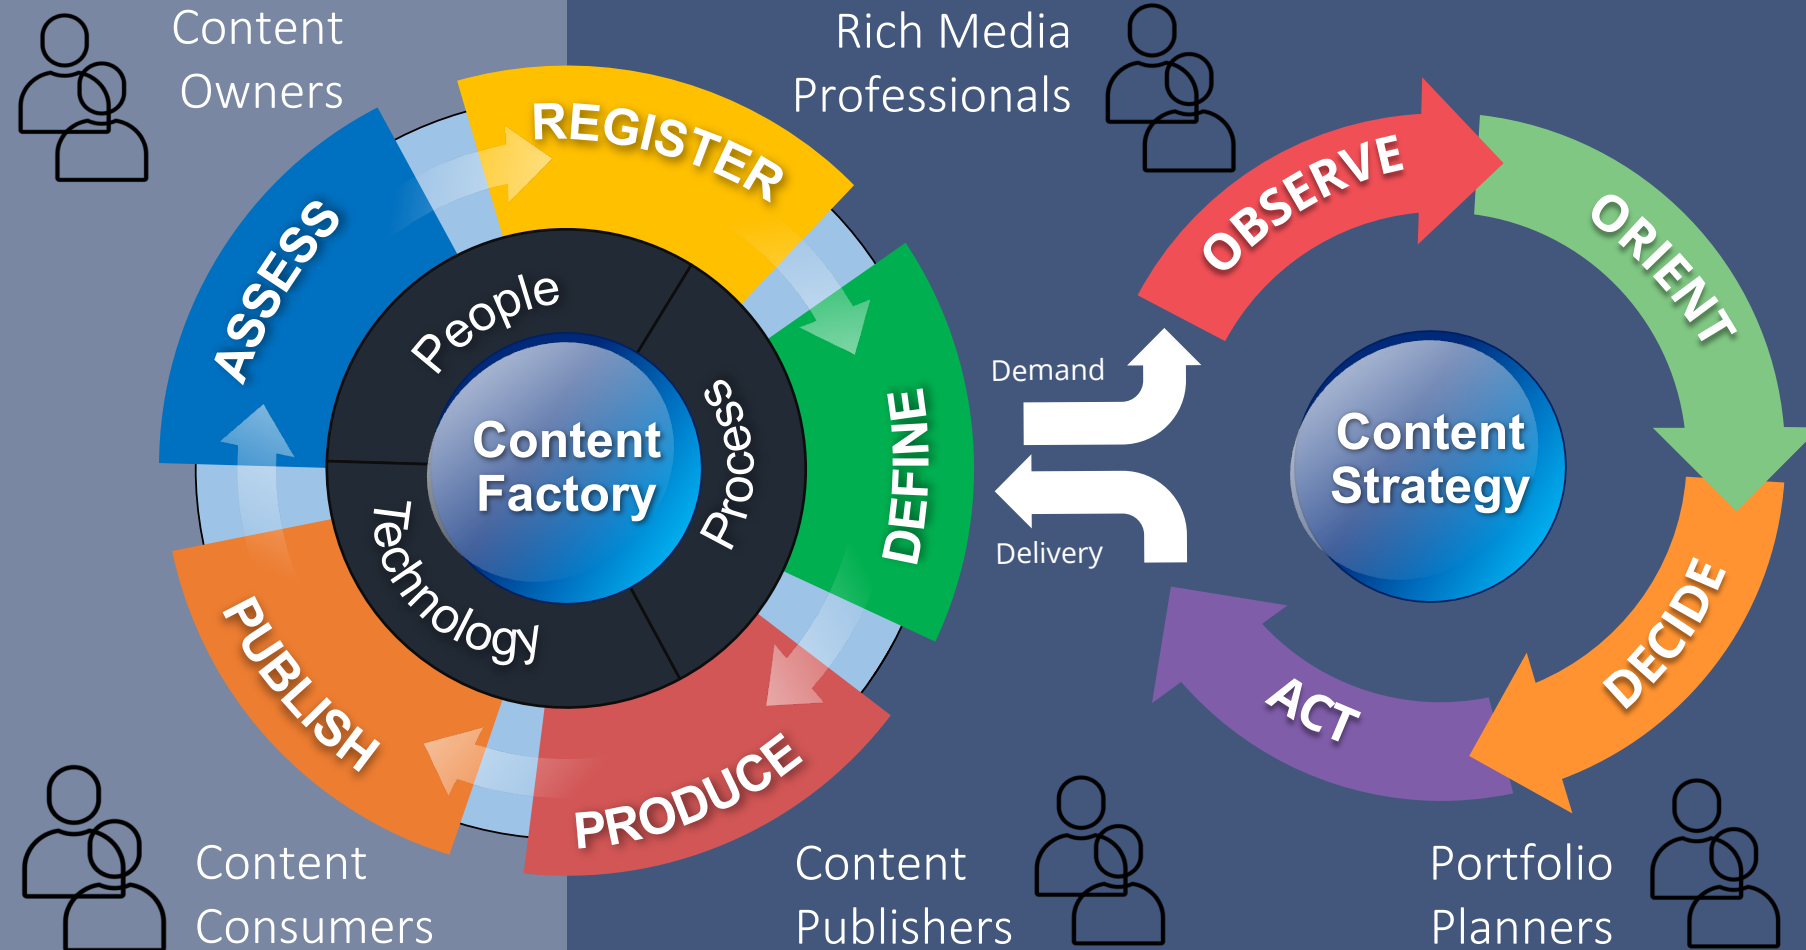 Content
Owners
Rich Media
Professionals
REGISTER
ASSESS
OBSERVE
ORIENT
People
Process
Technology
Content
Factory
DEFINE
Demand
Delivery
Content
Strategy
PUBLISH
PRODUCE
DECIDE
ACT
Content
Consumers
Content
Publishers
Portfolio
Planners